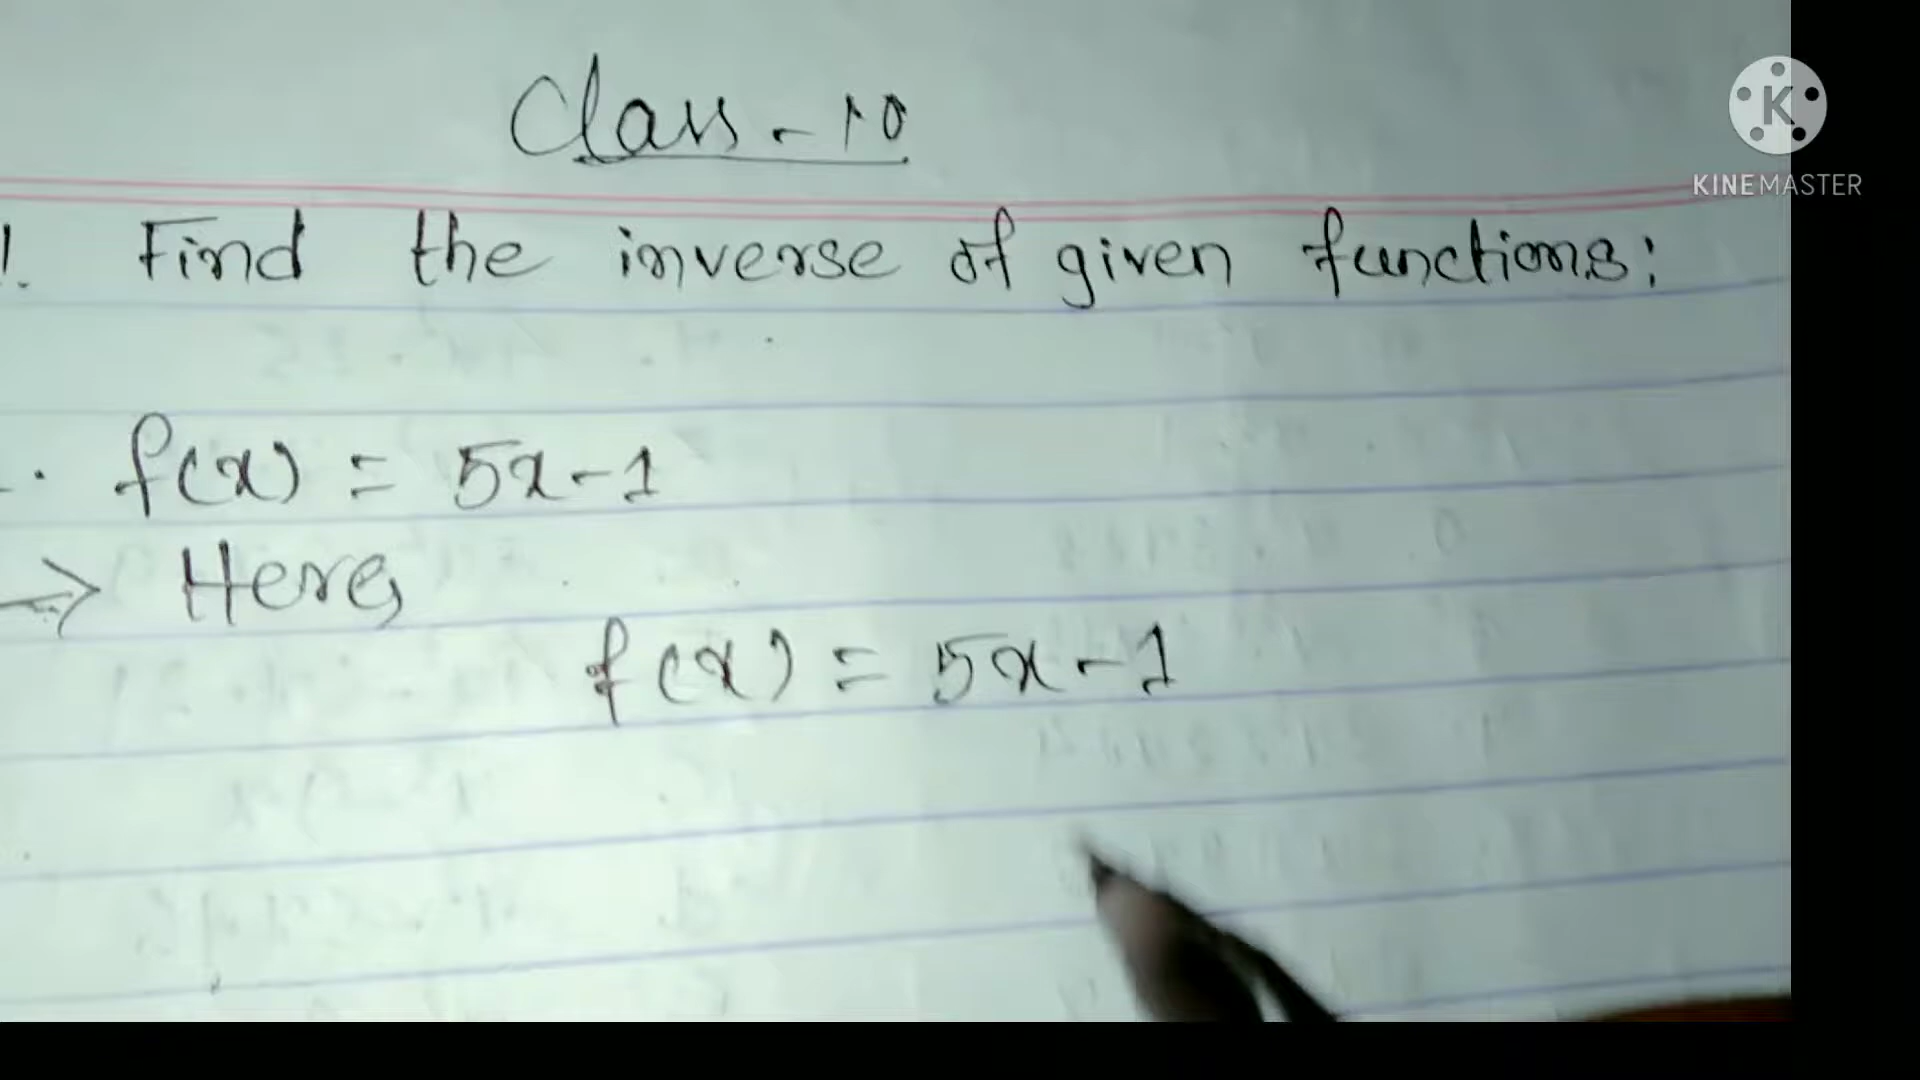 Class - 10
K
KINEMASTER
1. Find the inverse of given functions:
f(x) = 5x-1
→ Here,
f(x) = 5x-1